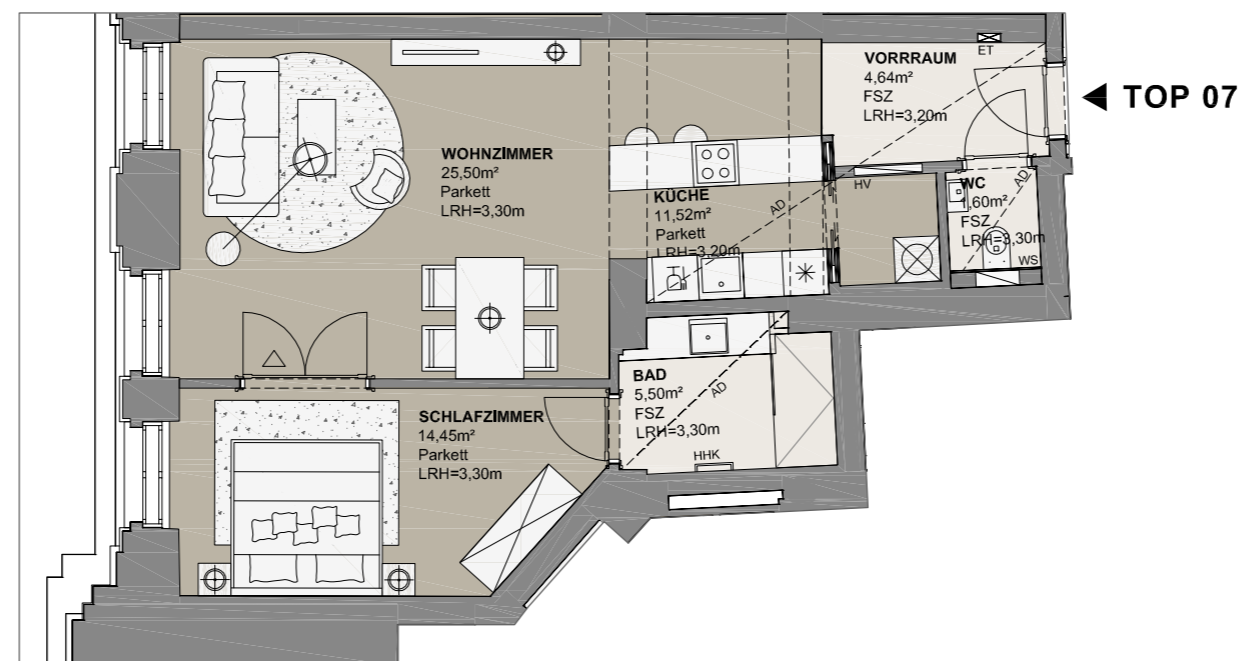 VORRRAUM
4,64m²
FSZ
LRH=3,20m
ET
TOP 07
WOHNZIMMER
25,50m²
Parkett
LRH=3,30m
KÜCHE
11,52m²
Parkett
LRH=3,20m
AD
HV
WC
1,60m²
FSZ
LRH=3,30m
AD
WS
BAD
5,50m²
FSZ
LRH=3,30m
AD
HHK
SCHLAFZIMMER
14,45m²
Parkett
LRH=3,30m